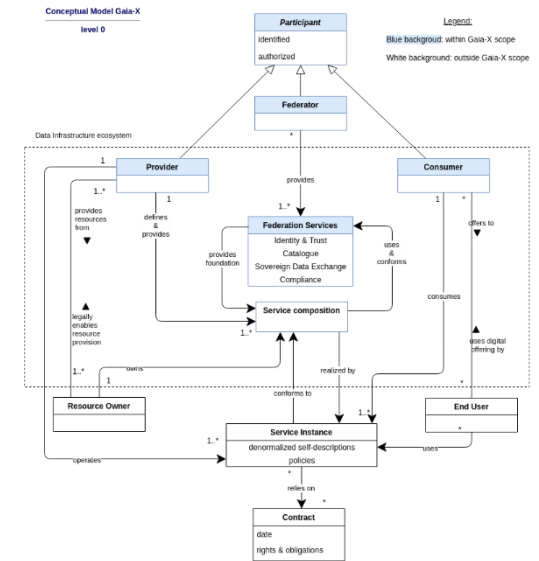 Conceptual Model Gaia-X
level 0
Participant
identified
authorized
Legend:
Blue backgroud: within Gaia-X scope
White background: outside Gaia-X scope
Federator
*
Data Infrastructure ecosystem
1
Provider
Consumer
1..*
1
provides
1
*
provides
resources
from
defines
&
provides
1..*
offers to
Federation Services
Identity & Trust
Catalogue
Sovereign Data Exchange
Compliance
provides
foundation
uses
&
conforms
consumes
Service composition
legally
enables
resource
provision
1..*
uses digital
offering by
1..*
owns
realized by
1
conforms to
*
Resource Owner
End User
1..*
Service Instance
denormalized self-descriptions
policies
1..*
*
operates
uses
*
relies on
*
Contract
date
rights & obligations